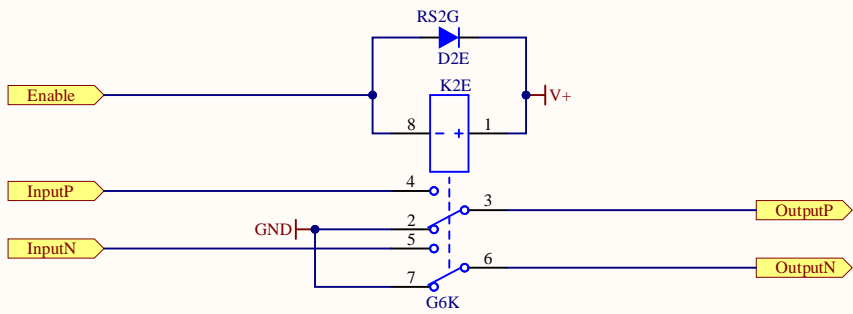 RS2G
D2E
K2E
Enable
V+
8
- +
1
InputP
4
3
OutputP
GND
2
InputN
5
6
OutputN
7
G6K